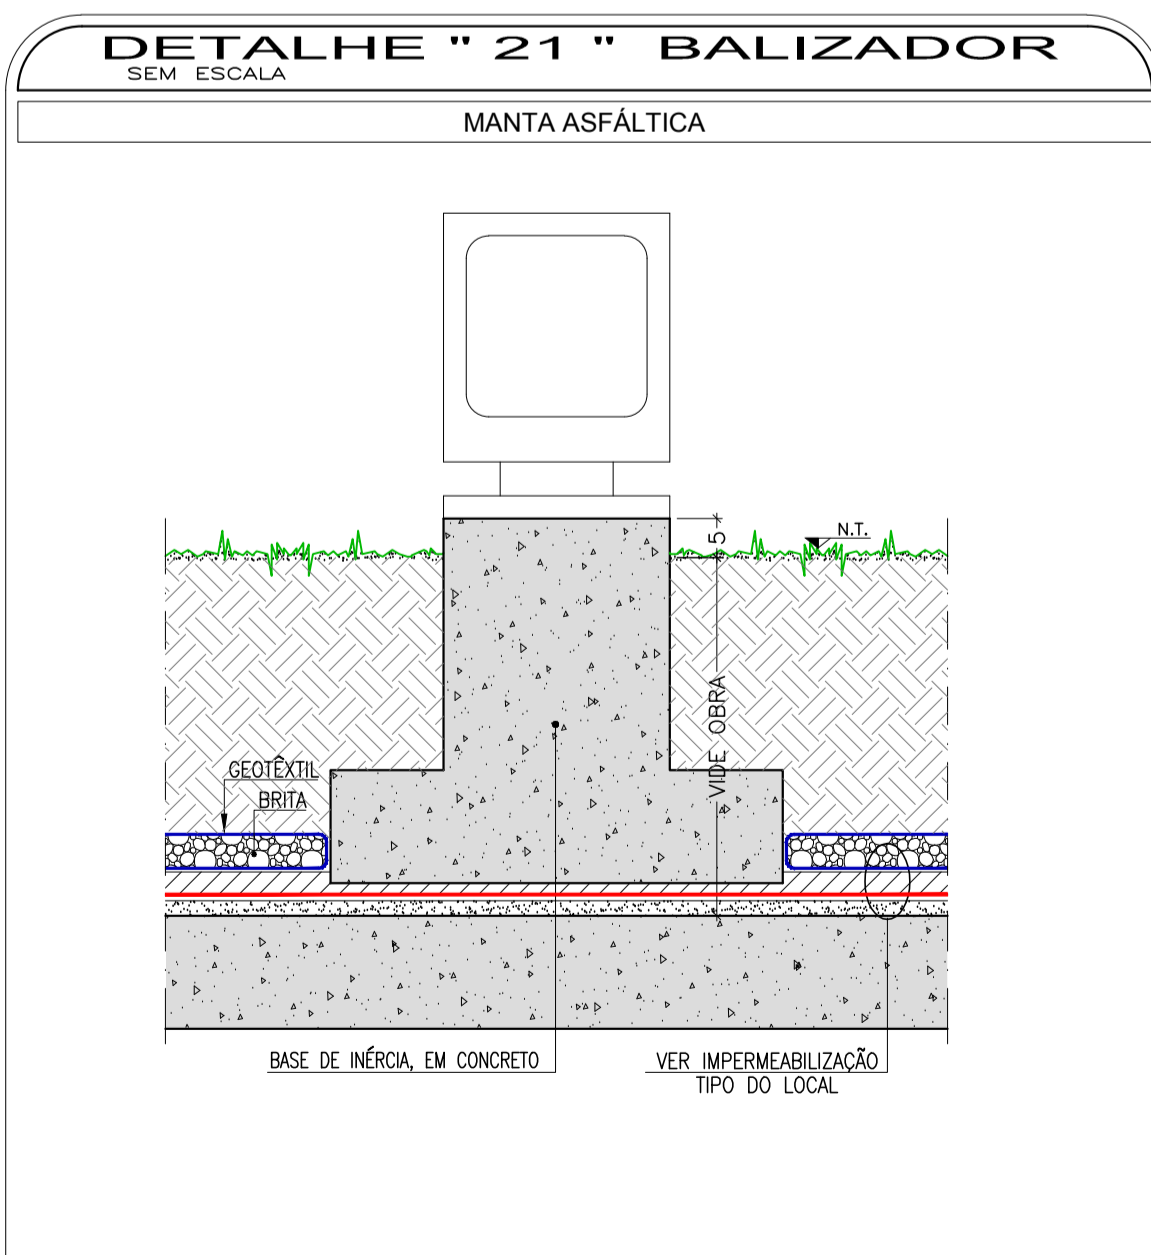 DETALHE " 21 " BALIZADOR
SEM ESCALA
MANTA ASFÁLTICA
5
N.T.
VIDE OBRA
GEOTÊXTIL
BRITA
BASE DE INÉRCIA, EM CONCRETO
VER IMPERMEABILIZAÇÃO
TIPO DO LOCAL